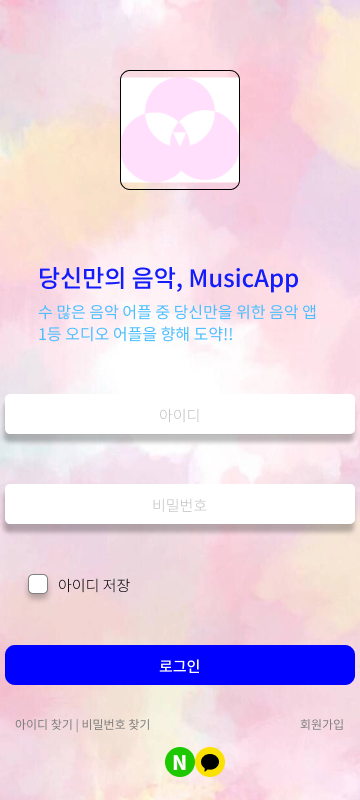 당신만의 음악, MusicApp
수 많은 음악 어플 중 당신만을 위한 음악 앱
1등 오디오 어플을 향해 도약!!
아이디
비밀번호
아이디 저장
로그인
아이디 찾기 | 비밀번호 찾기 회원가입
N